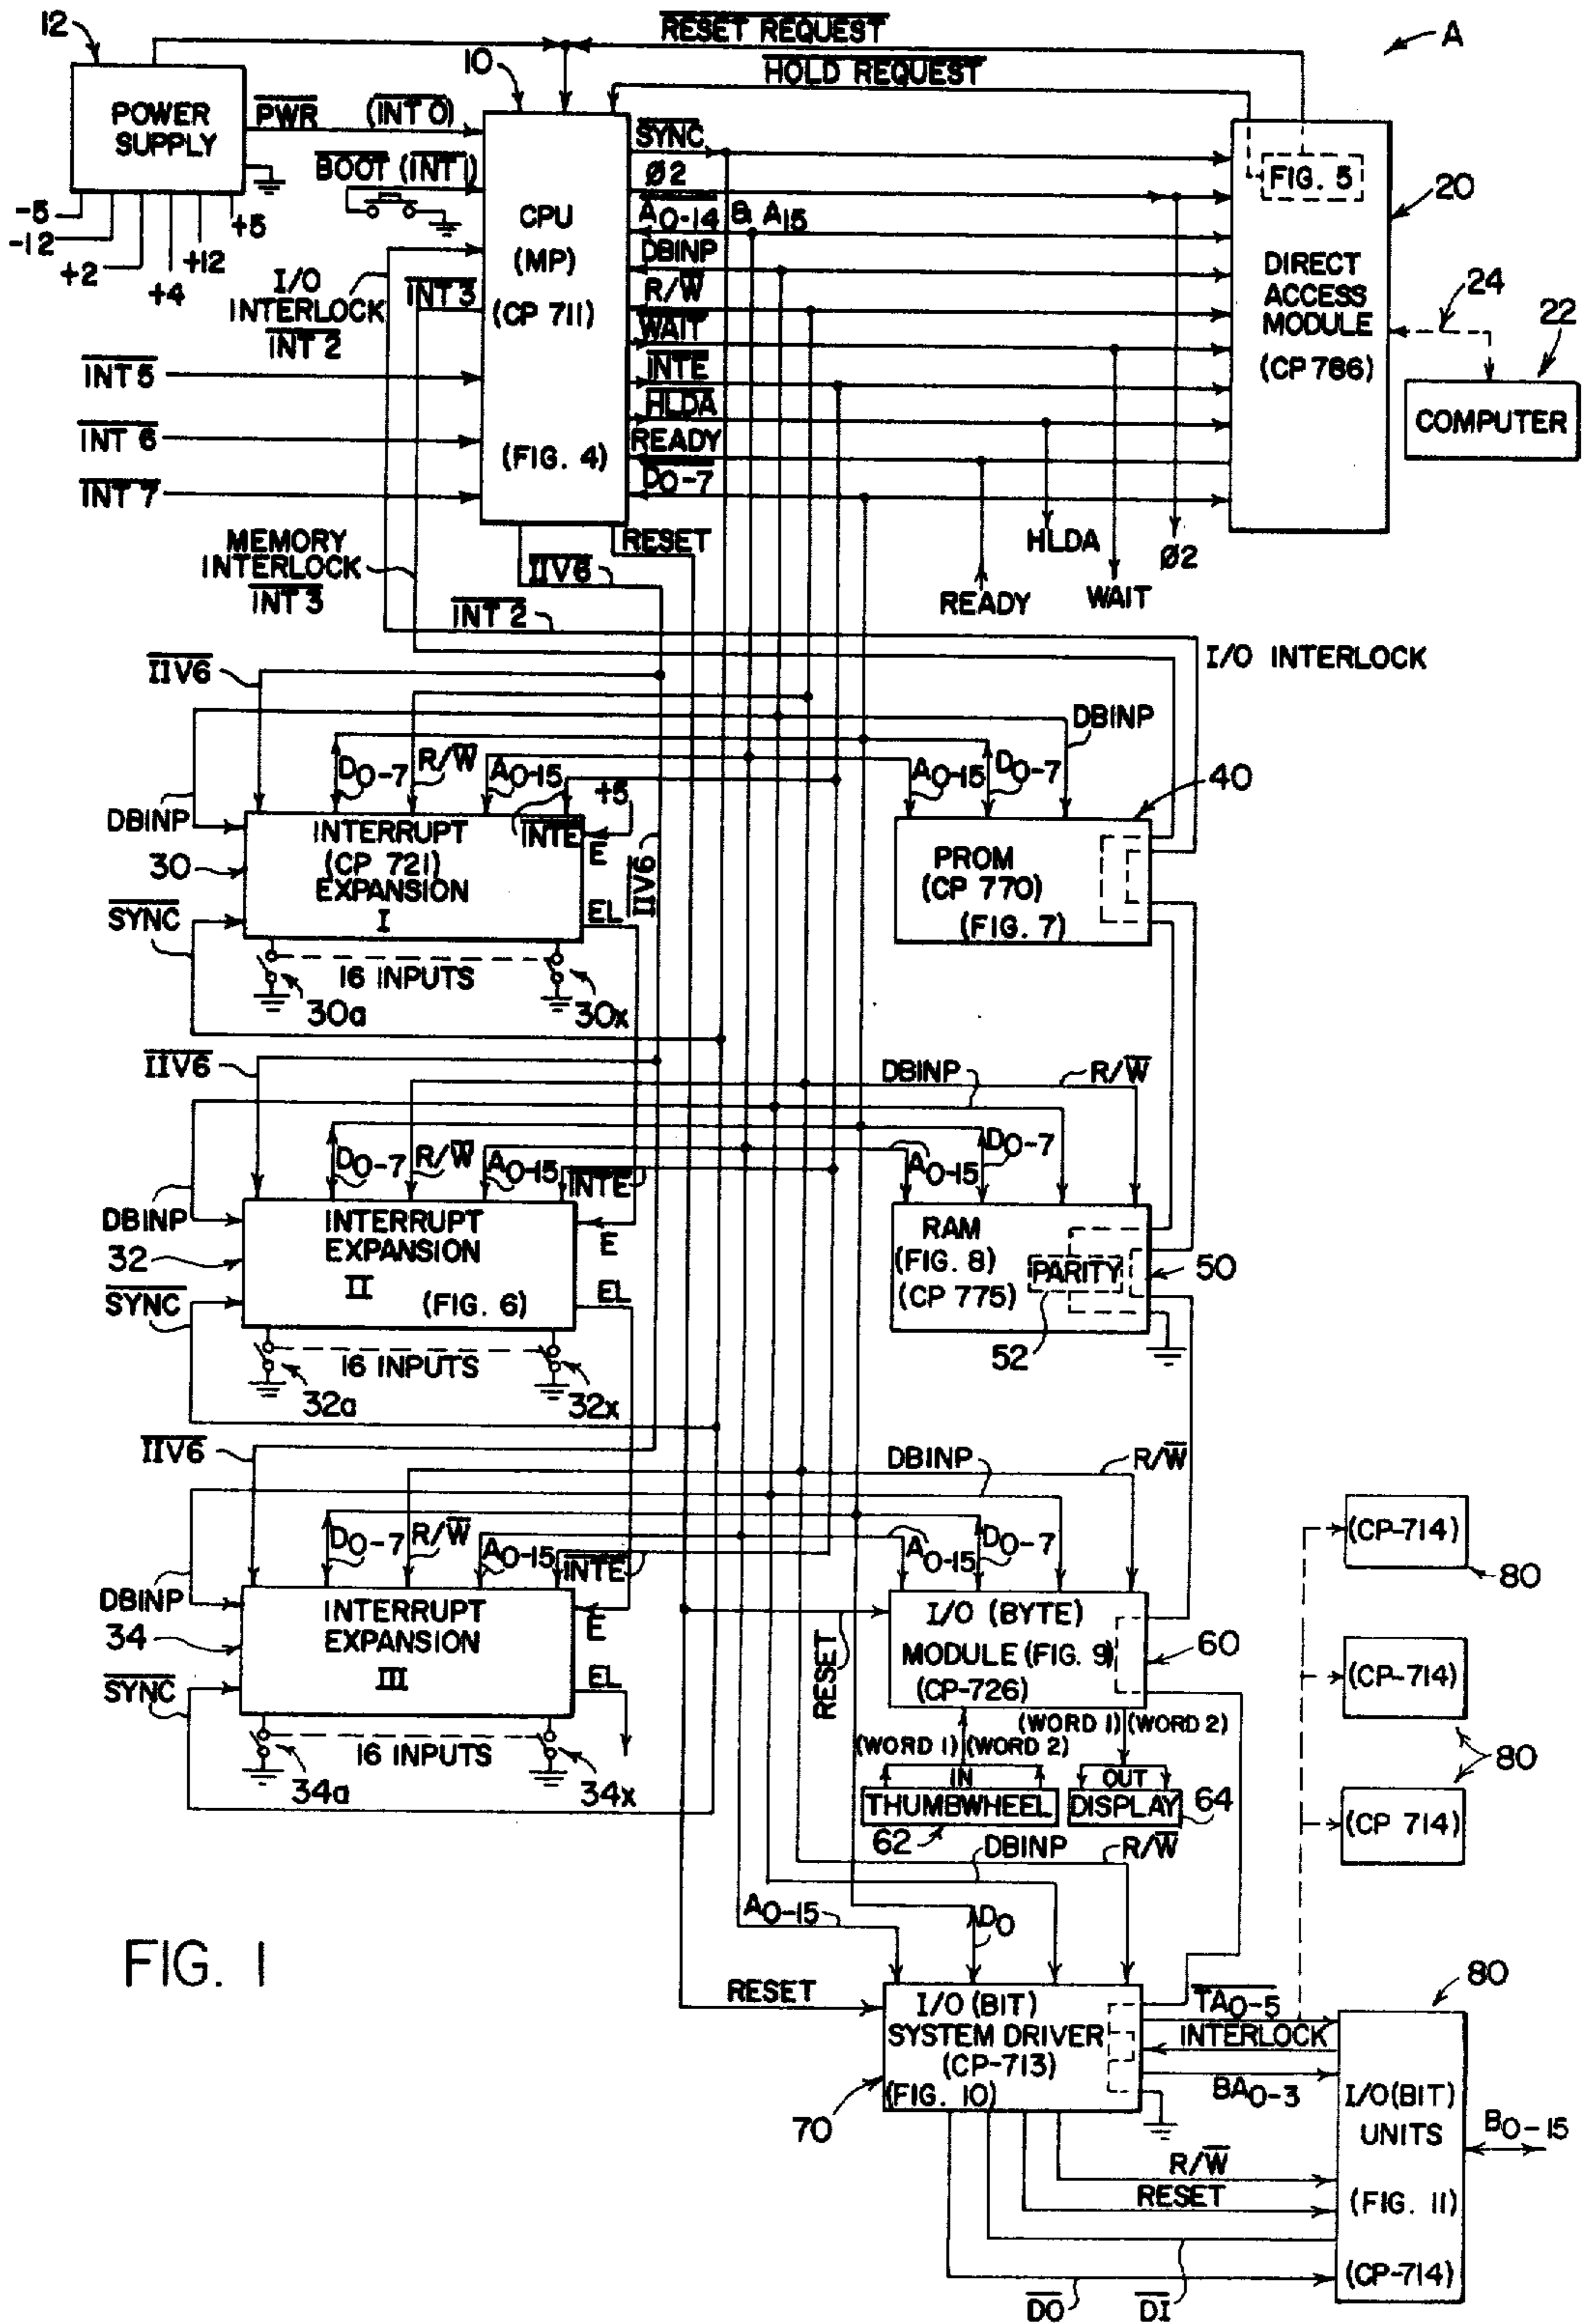 12
RESET REQUEST
A
10
HOLD REQUEST
POWER
SUPPLY
PWR
(INT 0)
SYNC
BOOT (INT 1)
Ø2
FIG. 5
20
-5
-12
+2
+4
+12
+5
CPU
(MP)
(CP 711)
(FIG. 4)
A0-14 & A15
DBINP
R/W
WAIT
INTE
HLDA
READY
D0-7
DIRECT
ACCESS
MODULE
(CP 786)
24
22
COMPUTER
I/O
INTERLOCK
INT 2
INT 3
INT 5
INT 6
INT 7
MEMORY
INTERLOCK
INT 3
RESET
IIV6
HLDA
Ø2
READY
WAIT
INT 2
I/O INTERLOCK
IIV6
DBINP
D0-7
R/W
A0-15
+5
INTE
E
DBINP
30
INTERRUPT
(CP 721)
EXPANSION
I
EL
IIV6
SYNC
16 INPUTS
30a
30x
A0-15
D0-7
40
PROM
(CP 770)
(FIG. 7)
IIV6
DBINP
R/W
D0-7
R/W
A0-15
INTE
A0-15
D0-7
DBINP
32
INTERRUPT
EXPANSION
II
(FIG. 6)
E
EL
SYNC
16 INPUTS
32a
32x
RAM
(FIG. 8)
(CP 775)
PARITY
50
52
IIV6
DBINP
R/W
D0-7
R/W
A0-15
INTE
A0-15
D0-7
DBINP
34
INTERRUPT
EXPANSION
III
E
EL
SYNC
16 INPUTS
34a
34x
RESET
I/O (BYTE)
MODULE (FIG. 9)
(CP-726)
60
(WORD 1) (WORD 2)
(WORD 1) (WORD 2)
IN
OUT
THUMBWHEEL
DISPLAY
64
62
DBINP
R/W
(CP-714)
80
(CP-714)
80
(CP 714)
A0-15
D0
FIG. 1
RESET
I/O (BIT)
SYSTEM DRIVER
(CP-713)
(FIG. 10)
70
TA0-5
INTERLOCK
BA0-3
80
I/O (BIT)
UNITS
(FIG. 11)
(CP-714)
B0-15
R/W
RESET
DO
DI